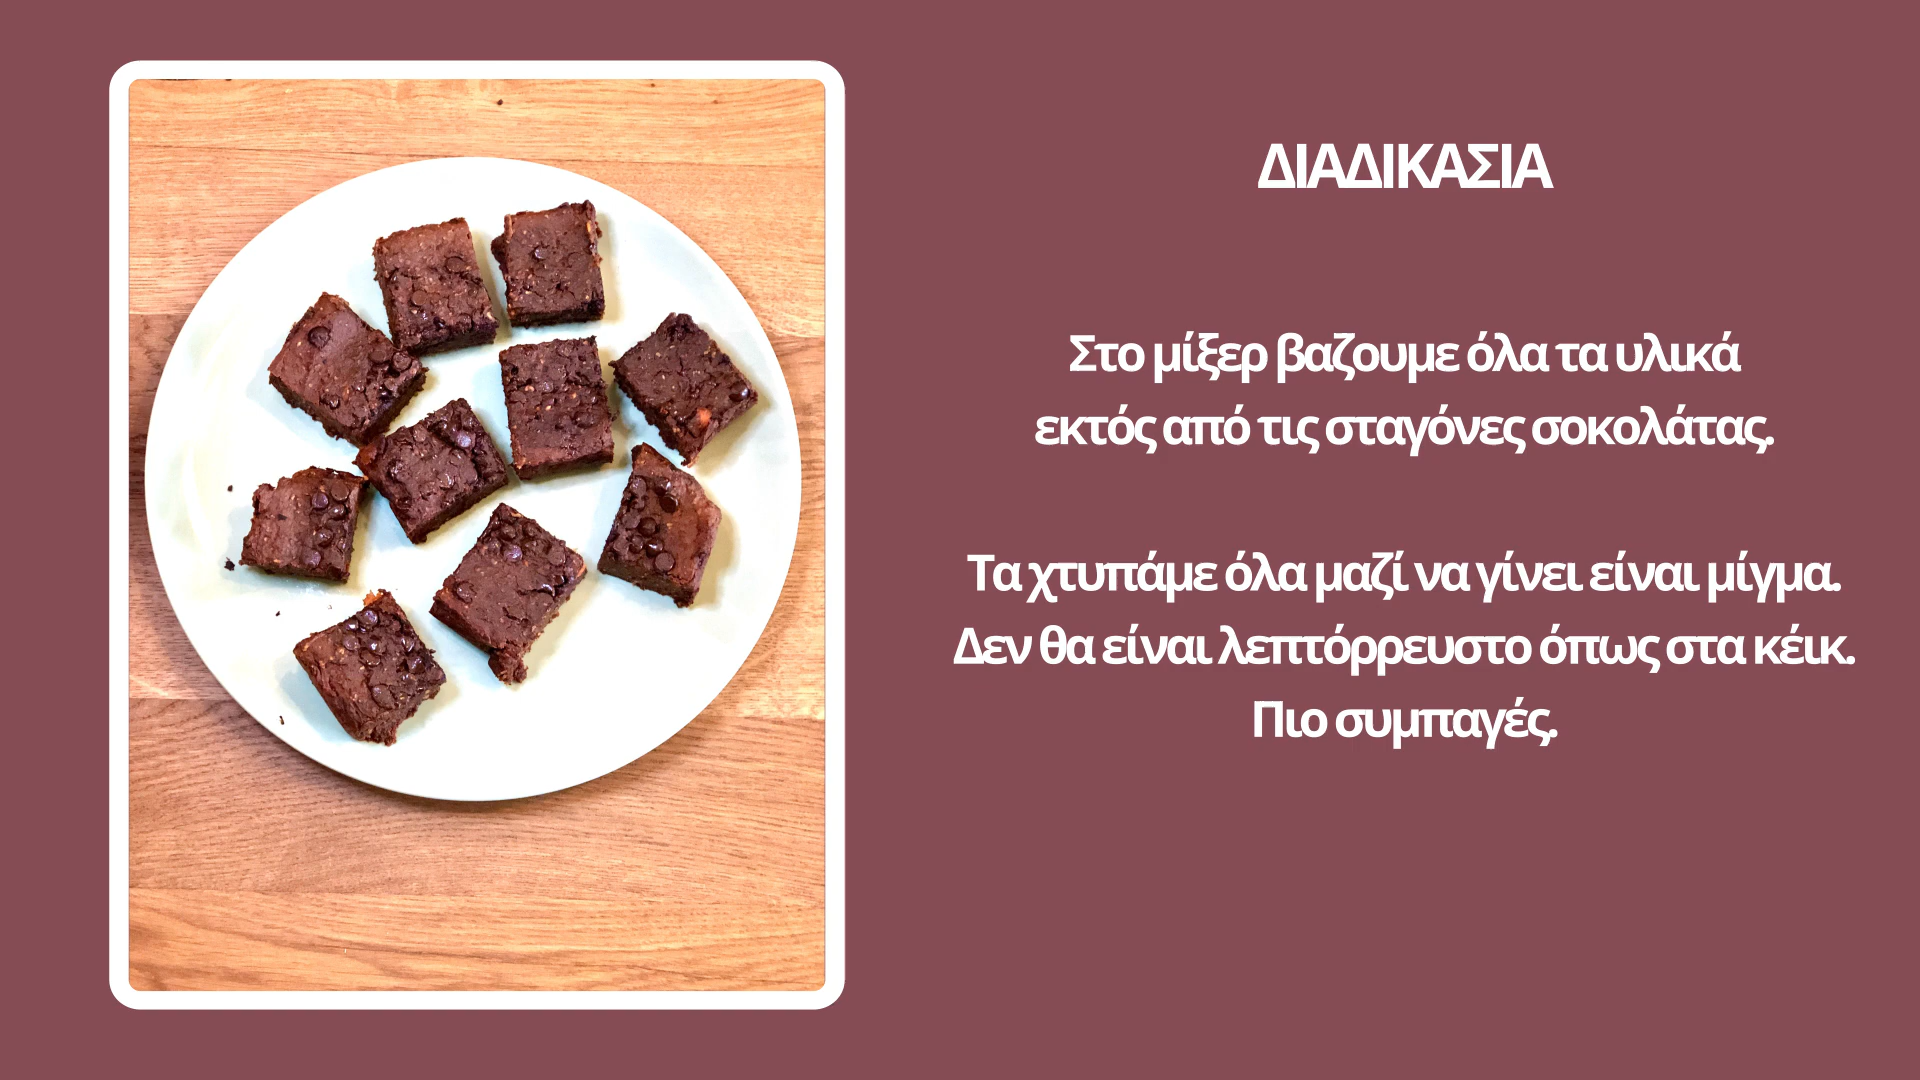 ΔΙΑΔΙΚΑΣΙΑ
Στο μίξερ βαζουμε όλα τα υλικά
εκτός από τις σταγόνες σοκολάτας.
Τα χτυπάμε όλα μαζί να γίνει είναι μίγμα.
Δεν θα είναι λεπτόρρευστο όπως στα κέικ.
Πιο συμπαγές.